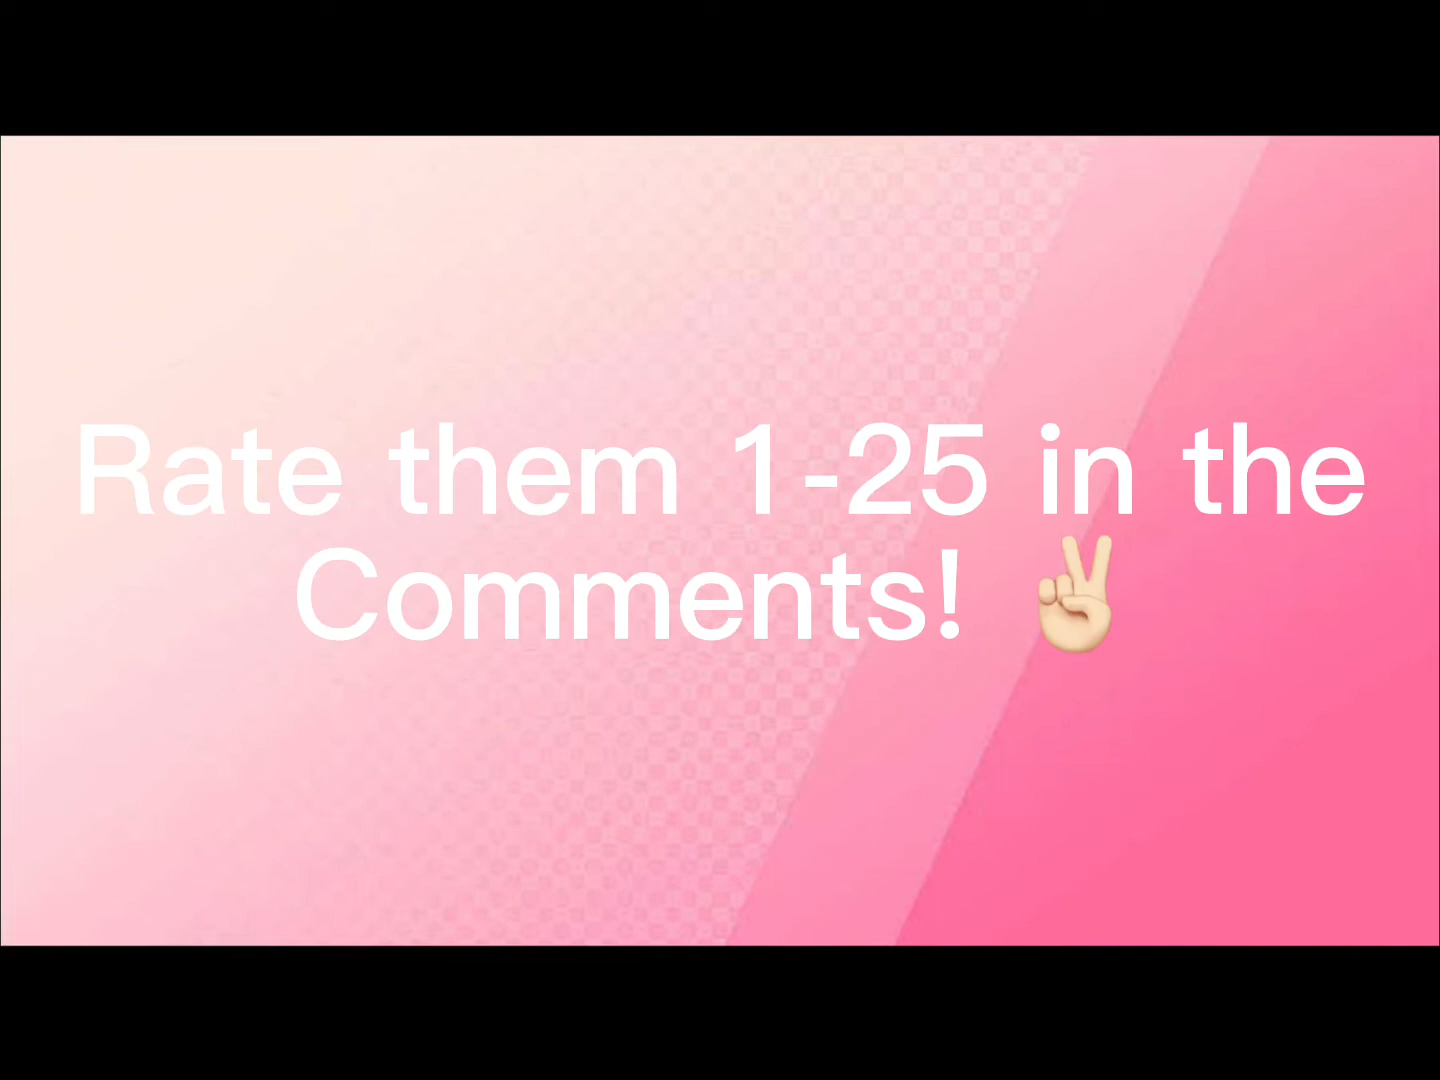 Rate them 1-25 in the
Comments! ✌🏻